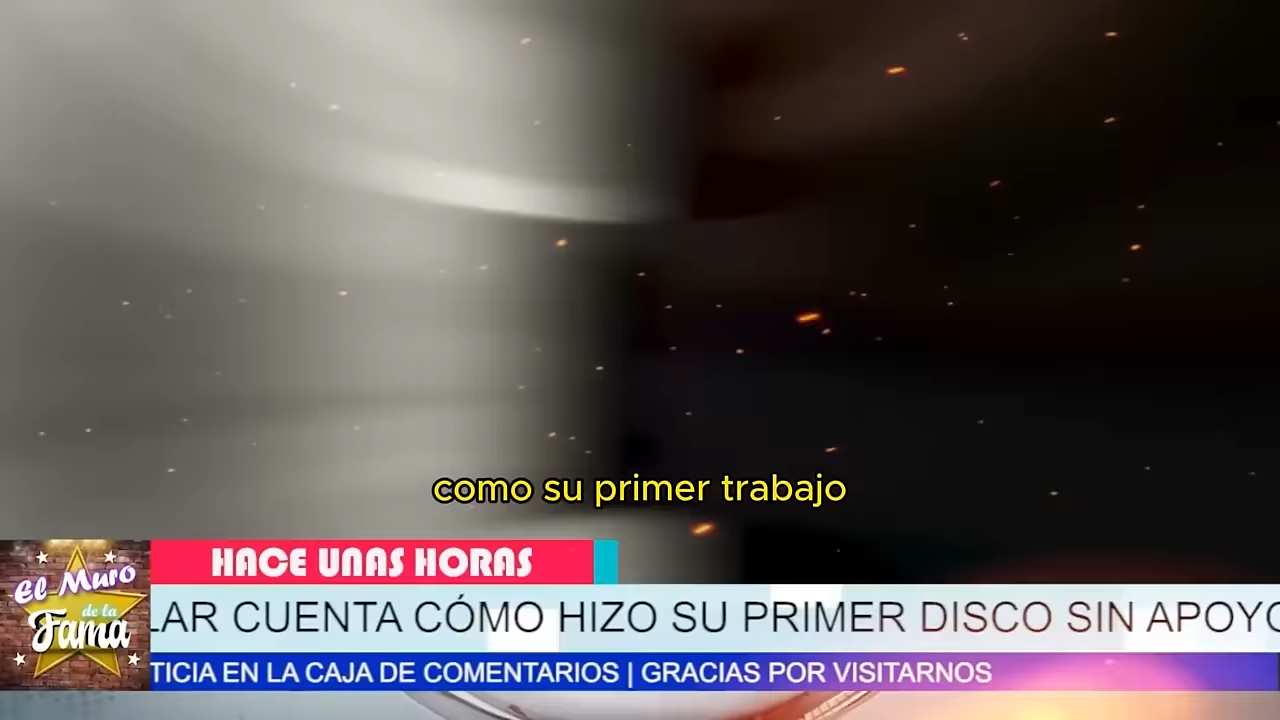 como su primer trabajo
HACE UNAS HORAS
El Muro
de la
Fama
LAR CUENTA CÓMO HIZO SU PRIMER DISCO SIN APOYO
TICIA EN LA CAJA DE COMENTARIOS | GRACIAS POR VISITARNOS